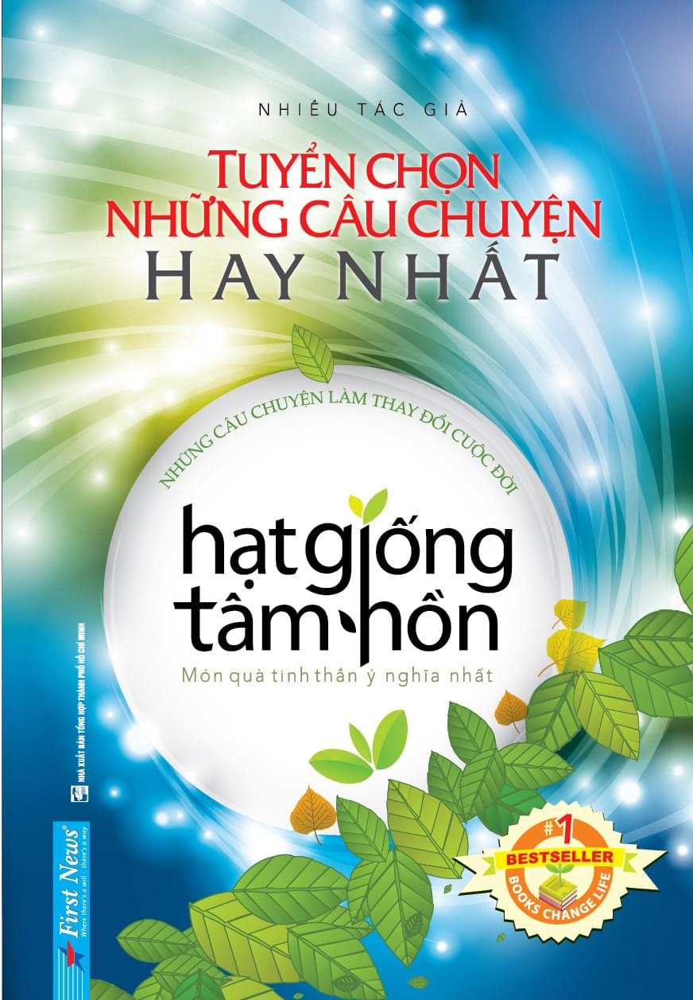 NHIỀU TÁC GIẢ
TUYỂN CHỌN
NHỮNG CÂU CHUYỆN
HAY NHẤT
NHỮNG CÂU CHUYỆN LÀM THAY ĐỔI CUỘC ĐỜI
hạt giống
tâm hồn
Món quà tinh thần ý nghĩa nhất
NHÀ XUẤT BẢN TỔNG HỢP THÀNH PHỐ HỒ CHÍ MINH
First News®
Where there's a will - there's a way
#1
BESTSELLER
BOOKS CHANGE LIFE